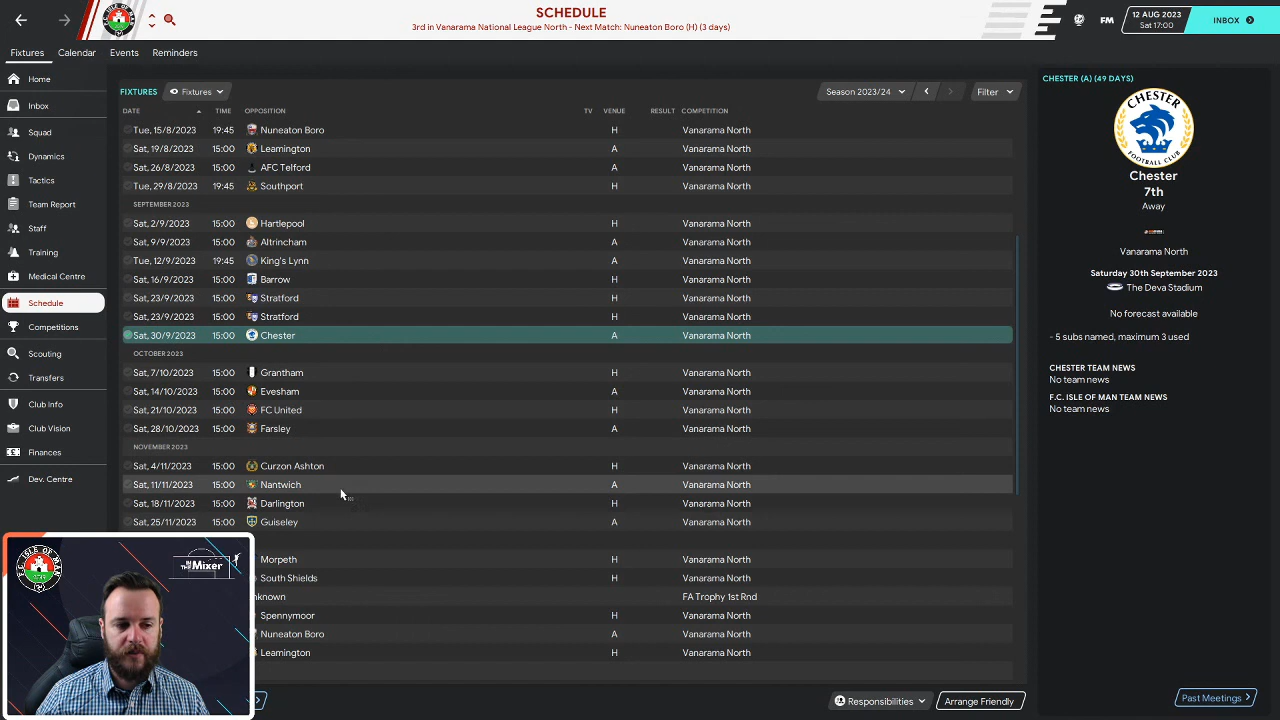 SCHEDULE
3rd in Vanarama National League North - Next Match: Nuneaton Boro (H) (3 days)
FM
12 AUG 2023
Sat 17:00
INBOX
Fixtures Calendar Events Reminders
Home
Inbox
Squad
Dynamics
Tactics
Team Report
Staff
Training
Medical Centre
Schedule
Competitions
Scouting
Transfers
Club Info
Club Vision
Finances
Dev. Centre
FIXTURES Fixtures Season 2023/24 Filter
DATE TIME OPPOSITION TV VENUE RESULT COMPETITION
Tue, 15/8/2023 19:45 Nuneaton Boro H Vanarama North
Sat, 19/8/2023 15:00 Leamington A Vanarama North
Sat, 26/8/2023 15:00 AFC Telford A Vanarama North
Tue, 29/8/2023 19:45 Southport H Vanarama North
SEPTEMBER 2023
Sat, 2/9/2023 15:00 Hartlepool H Vanarama North
Sat, 9/9/2023 15:00 Altrincham A Vanarama North
Tue, 12/9/2023 19:45 King's Lynn A Vanarama North
Sat, 16/9/2023 15:00 Barrow H Vanarama North
Sat, 23/9/2023 15:00 Stratford H Vanarama North
Sat, 23/9/2023 15:00 Stratford H Vanarama North
Sat, 30/9/2023 15:00 Chester A Vanarama North
OCTOBER 2023
Sat, 7/10/2023 15:00 Grantham H Vanarama North
Sat, 14/10/2023 15:00 Evesham A Vanarama North
Sat, 21/10/2023 15:00 FC United H Vanarama North
Sat, 28/10/2023 15:00 Farsley A Vanarama North
NOVEMBER 2023
Sat, 4/11/2023 15:00 Curzon Ashton H Vanarama North
Sat, 11/11/2023 15:00 Nantwich A Vanarama North
Sat, 18/11/2023 15:00 Darlington H Vanarama North
Sat, 25/11/2023 15:00 Guiseley A Vanarama North
Morpeth H Vanarama North
South Shields H Vanarama North
nknown FA Trophy 1st Rnd
Spennymoor H Vanarama North
Nuneaton Boro A Vanarama North
Leamington H Vanarama North
Responsibilities Arrange Friendly
CHESTER (A) (49 DAYS)
CHESTER
FOOTBALL CLUB
Chester
7th
Away
Vanarama North
Saturday 30th September 2023
The Deva Stadium
No forecast available
- 5 subs named, maximum 3 used
CHESTER TEAM NEWS
No team news
F.C. ISLE OF MAN TEAM NEWS
No team news
Past Meetings
ISLE OF MAN
THE Mixer